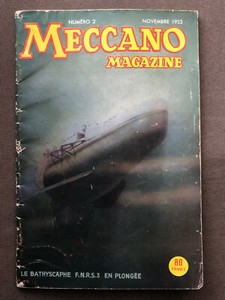 NUMÉRO 2 NOVEMBRE 1953
MECCANO
MAGAZINE
80
FRANCS
LE BATHYSCAPHE F.N.R.S.3 EN PLONGÉE